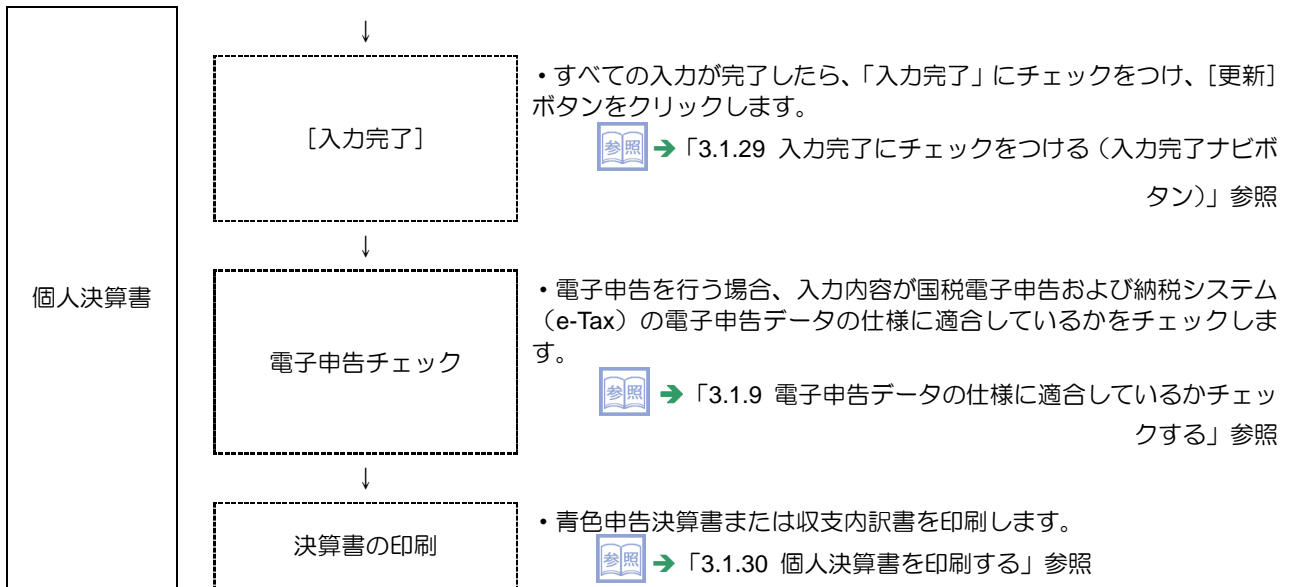 個人決算書
↓
［入力完了］
・すべての入力が完了したら、「入力完了」にチェックをつけ、［更新］
ボタンをクリックします。
参照 ➔「3.1.29 入力完了にチェックをつける（入力完了ナビボ
タン）」参照
↓
電子申告チェック
・電子申告を行う場合、入力内容が国税電子申告および納税システム
（e-Tax）の電子申告データの仕様に適合しているかをチェックしま
す。
参照 ➔「3.1.9 電子申告データの仕様に適合しているかチェッ
クする」参照
↓
決算書の印刷
・青色申告決算書または収支内訳書を印刷します。
参照 ➔「3.1.30 個人決算書を印刷する」参照